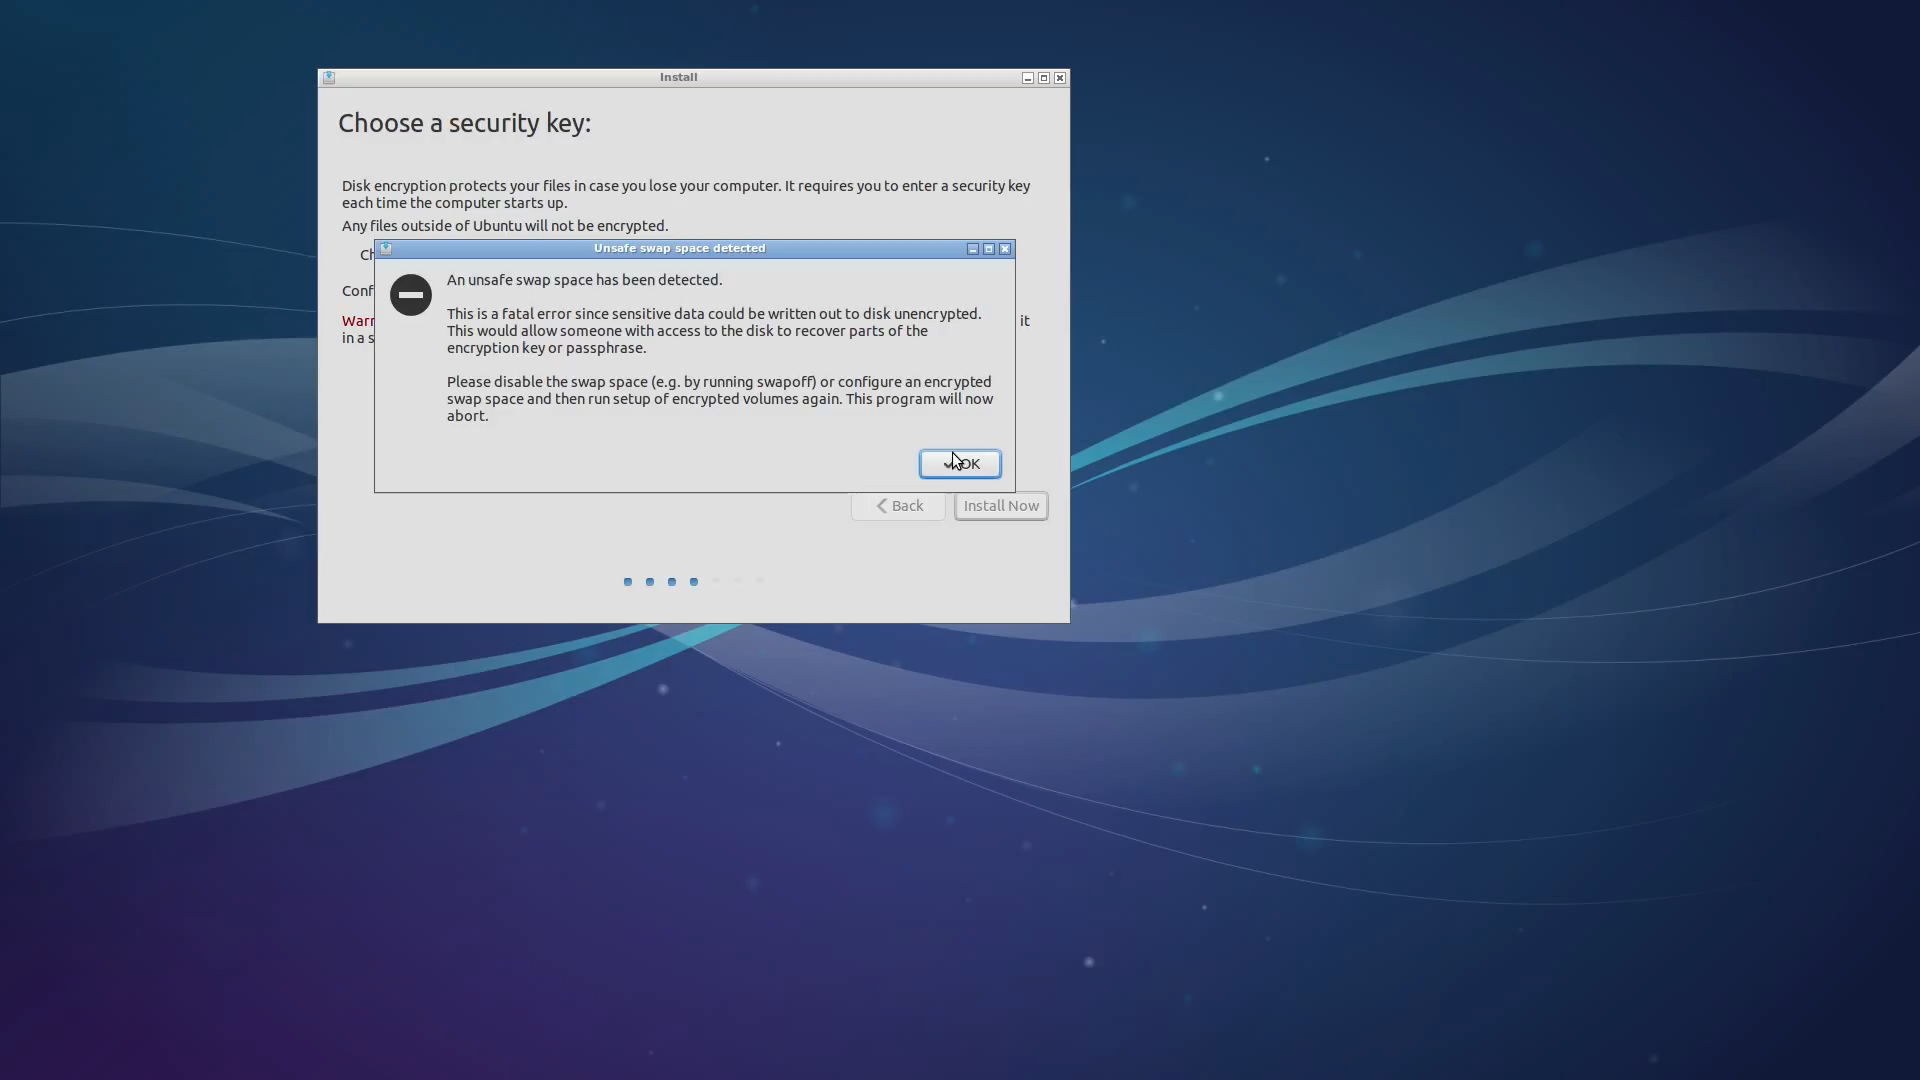 Install
Choose a security key:
Disk encryption protects your files in case you lose your computer. It requires you to enter a security key
each time the computer starts up.
Any files outside of Ubuntu will not be encrypted.
Unsafe swap space detected
An unsafe swap space has been detected.
Conf
This is a fatal error since sensitive data could be written out to disk unencrypted.
Warn it
This would allow someone with access to the disk to recover parts of the
in a s
encryption key or passphrase.
Please disable the swap space (e.g. by running swapoff) or configure an encrypted
swap space and then run setup of encrypted volumes again. This program will now
abort.
OK
Back Install Now